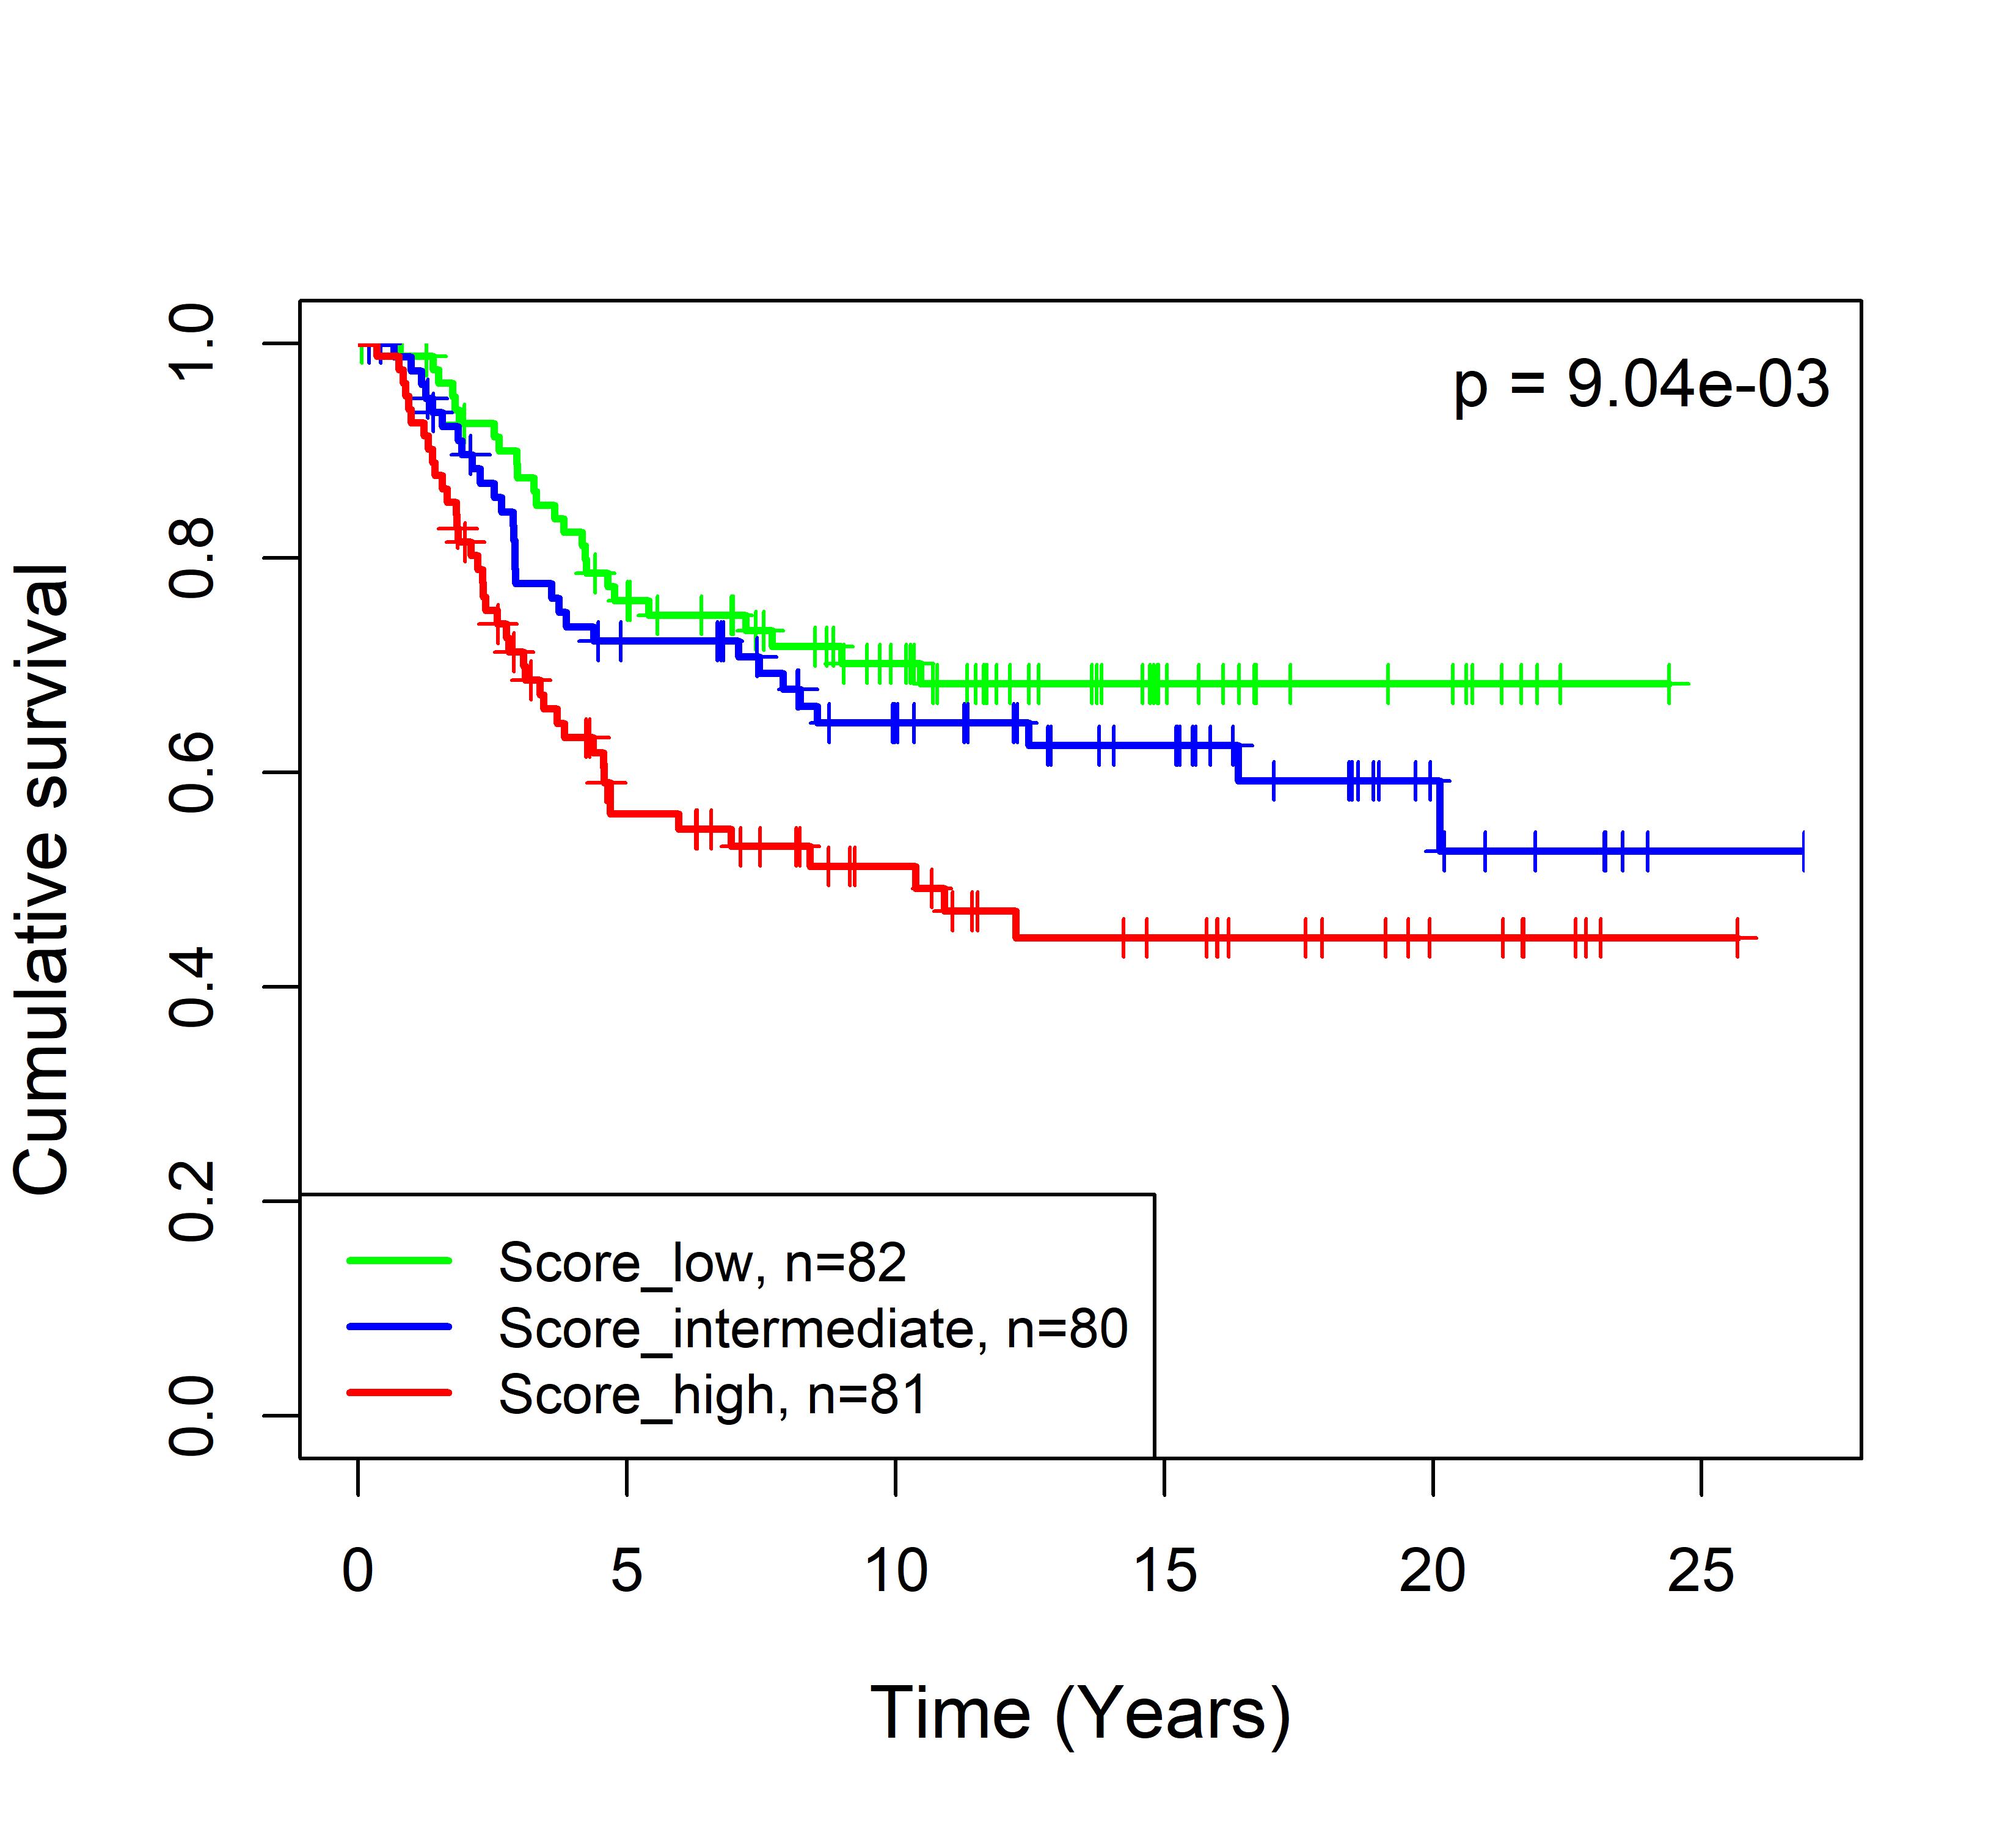 p = 9.04e-03
Cumulative survival
1.0
0.8
0.6
0.4
0.2
0.0
Score_low, n=82
Score_intermediate, n=80
Score_high, n=81
0 5 10 15 20 25
Time (Years)